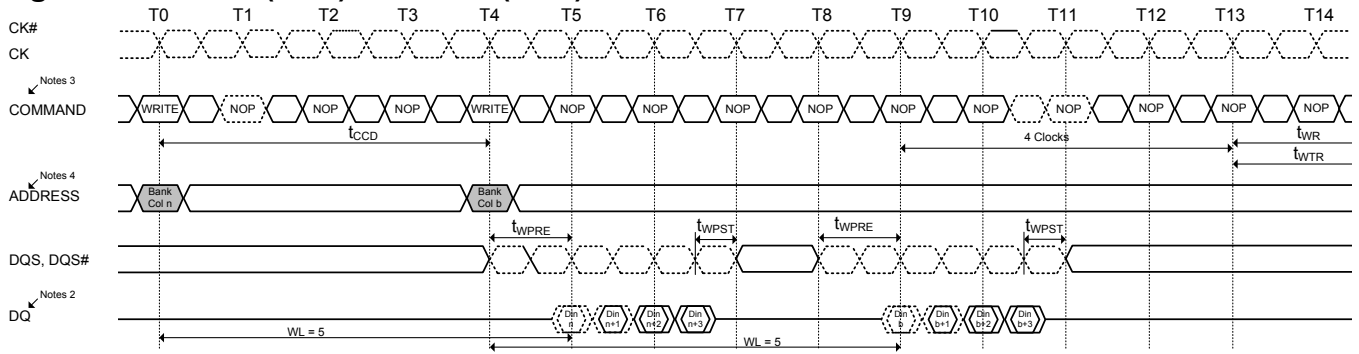 T0 T1 T2 T3 T4 T5 T6 T7 T8 T9 T10 T11 T12 T13 T14
CK#
CK
Notes 3
COMMAND WRITE NOP NOP NOP WRITE NOP NOP NOP NOP NOP NOP NOP NOP NOP NOP
tCCD 4 Clocks tWR
tWTR
Notes 4
ADDRESS Bank Col n Bank Col b
tWPRE tWPST tWPRE tWPST
DQS, DQS#
Notes 2
DQ Din n Din n+1 Din n+2 Din n+3 Din b Din b+1 Din b+2 Din b+3
WL = 5 WL = 5